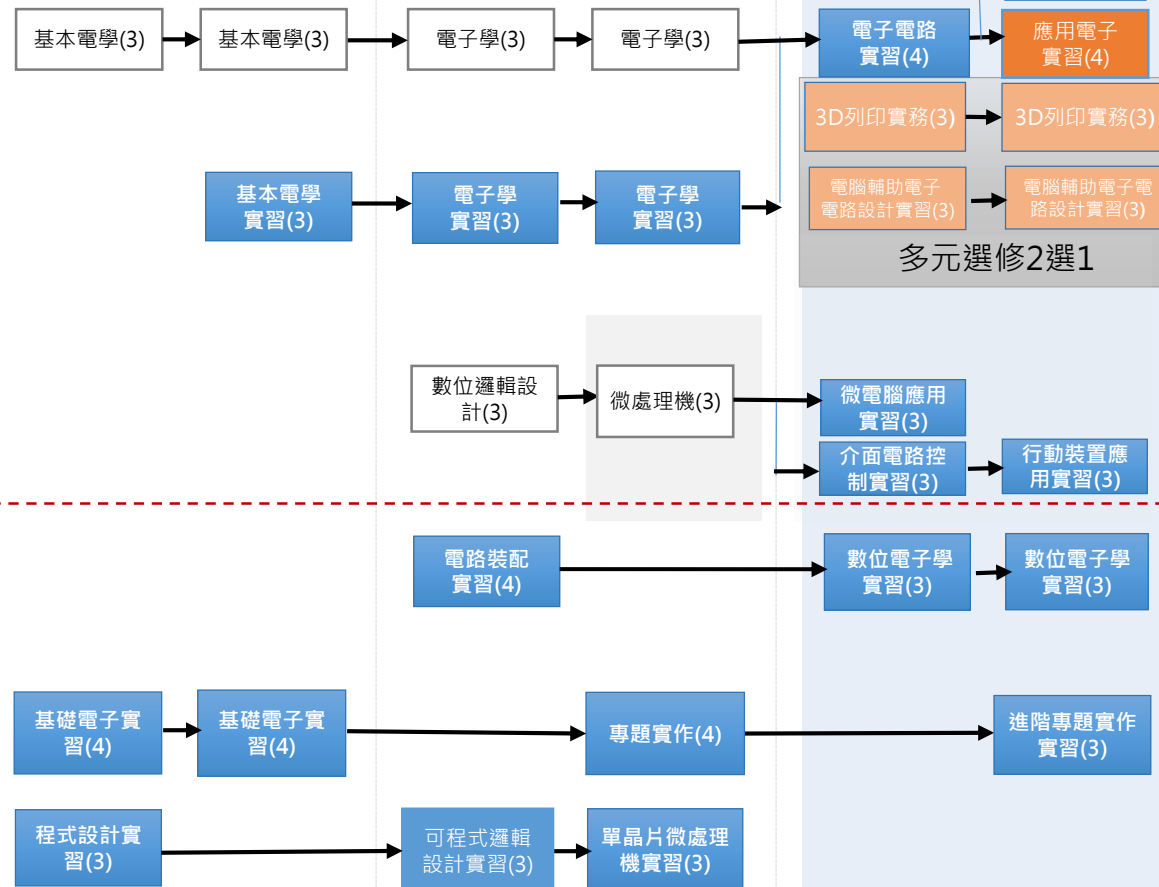 基本電學(3)
基本電學(3)
電子學(3)
電子學(3)
電子電路
實習(4)
應用電子
實習(4)
3D列印實務(3)
3D列印實務(3)
基本電學
實習(3)
電子學
實習(3)
電子學
實習(3)
電腦輔助電子
電路設計實習(3)
電腦輔助電子電
路設計實習(3)
多元選修2選1
數位邏輯設
計(3)
微處理機(3)
微電腦應用
實習(3)
介面電路控
制實習(3)
行動裝置應
用實習(3)
電路裝配
實習(4)
數位電子學
實習(3)
數位電子學
實習(3)
基礎電子實
習(4)
基礎電子實
習(4)
專題實作(4)
進階專題實作
實習(3)
程式設計實
習(3)
可程式邏輯
設計實習(3)
單晶片微處理
機實習(3)